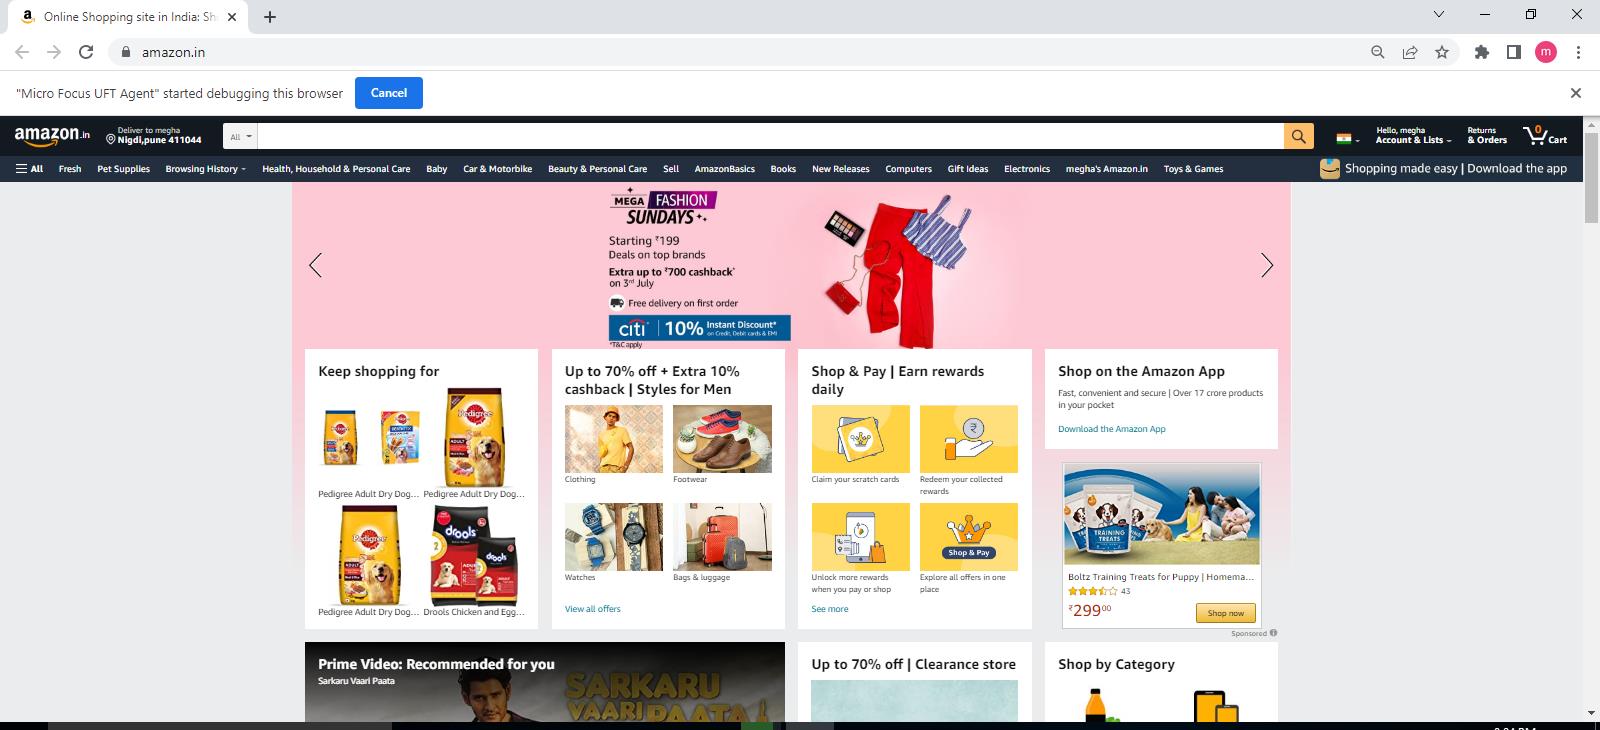 Online Shopping site in India: Sh
amazon.in
m
"Micro Focus UFT Agent" started debugging this browser
Cancel
amazon.in
Deliver to megha
Nigdi,pune 411044
All
Hello, megha
Account & Lists
Returns
& Orders
0
Cart
All
Fresh
Pet Supplies
Browsing History
Health, Household & Personal Care
Baby
Car & Motorbike
Beauty & Personal Care
Sell
AmazonBasics
Books
New Releases
Computers
Gift Ideas
Electronics
megha's Amazon.in
Toys & Games
Shopping made easy | Download the app
MEGA FASHION
SUNDAYS
Starting ₹199
Deals on top brands
Extra up to ₹700 cashback*
on 3rd July
Free delivery on first order
citi 10% Instant Discount*
on Credit, Debit cards & EMI
*T&C apply
Keep shopping for
Pedigree
Pedigree
Pedigree Adult Dry Dog...
Pedigree Adult Dry Dog...
Pedigree
drools
drools
Pedigree Adult Dry Dog...
Drools Chicken and Egg...
Up to 70% off + Extra 10%
cashback | Styles for Men
Clothing
Footwear
Watches
Bags & luggage
View all offers
Shop & Pay | Earn rewards
daily
Claim your scratch cards
Redeem your collected
rewards
Shop & Pay
Unlock more rewards
when you pay or shop
Explore all offers in one
place
See more
Shop on the Amazon App
Fast, convenient and secure | Over 17 crore products
in your pocket
Download the Amazon App
TRAINING
TREATS
Boltz Training Treats for Puppy | Homema...
43
₹29900
Shop now
Sponsored
Prime Video: Recommended for you
Sarkaru Vaari Paata
SARKARU
VAARI PAATA
Up to 70% off | Clearance store
Shop by Category